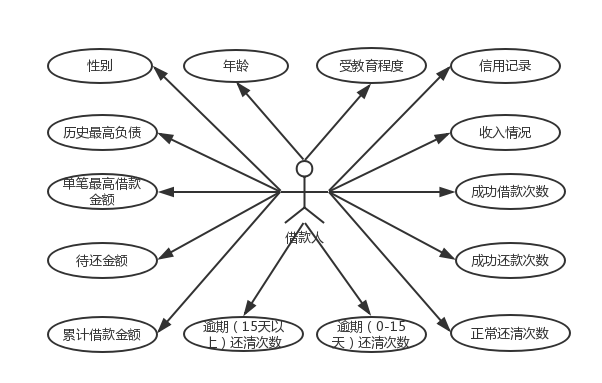 性别
年龄
受教育程度
信用记录
历史最高负债
收入情况
单笔最高借款
金额
成功借款次数
借款人
待还金额
成功还款次数
累计借款金额
逾期（15天以
上）还清次数
逾期（0-15
天）还清次数
正常还清次数